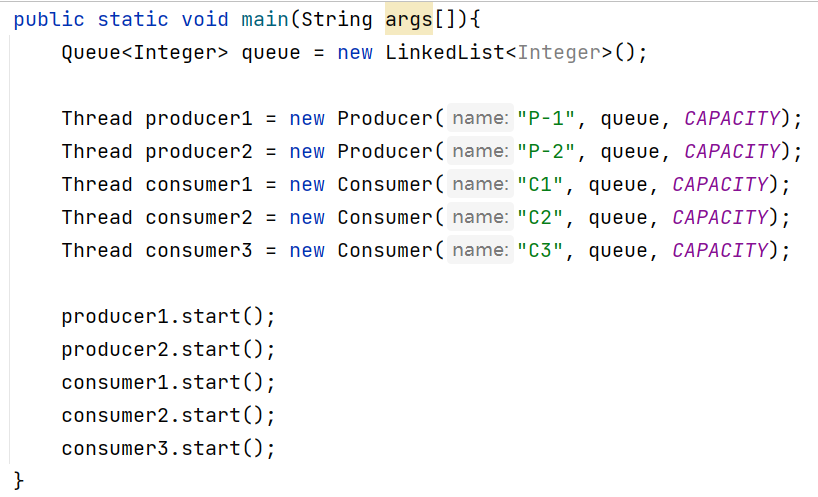 public static void main(String args[]){
    Queue<Integer> queue = new LinkedList<Integer>();
    Thread producer1 = new Producer( name: "P-1", queue, CAPACITY);
    Thread producer2 = new Producer( name: "P-2", queue, CAPACITY);
    Thread consumer1 = new Consumer( name: "C1", queue, CAPACITY);
    Thread consumer2 = new Consumer( name: "C2", queue, CAPACITY);
    Thread consumer3 = new Consumer( name: "C3", queue, CAPACITY);
    producer1.start();
    producer2.start();
    consumer1.start();
    consumer2.start();
    consumer3.start();
}